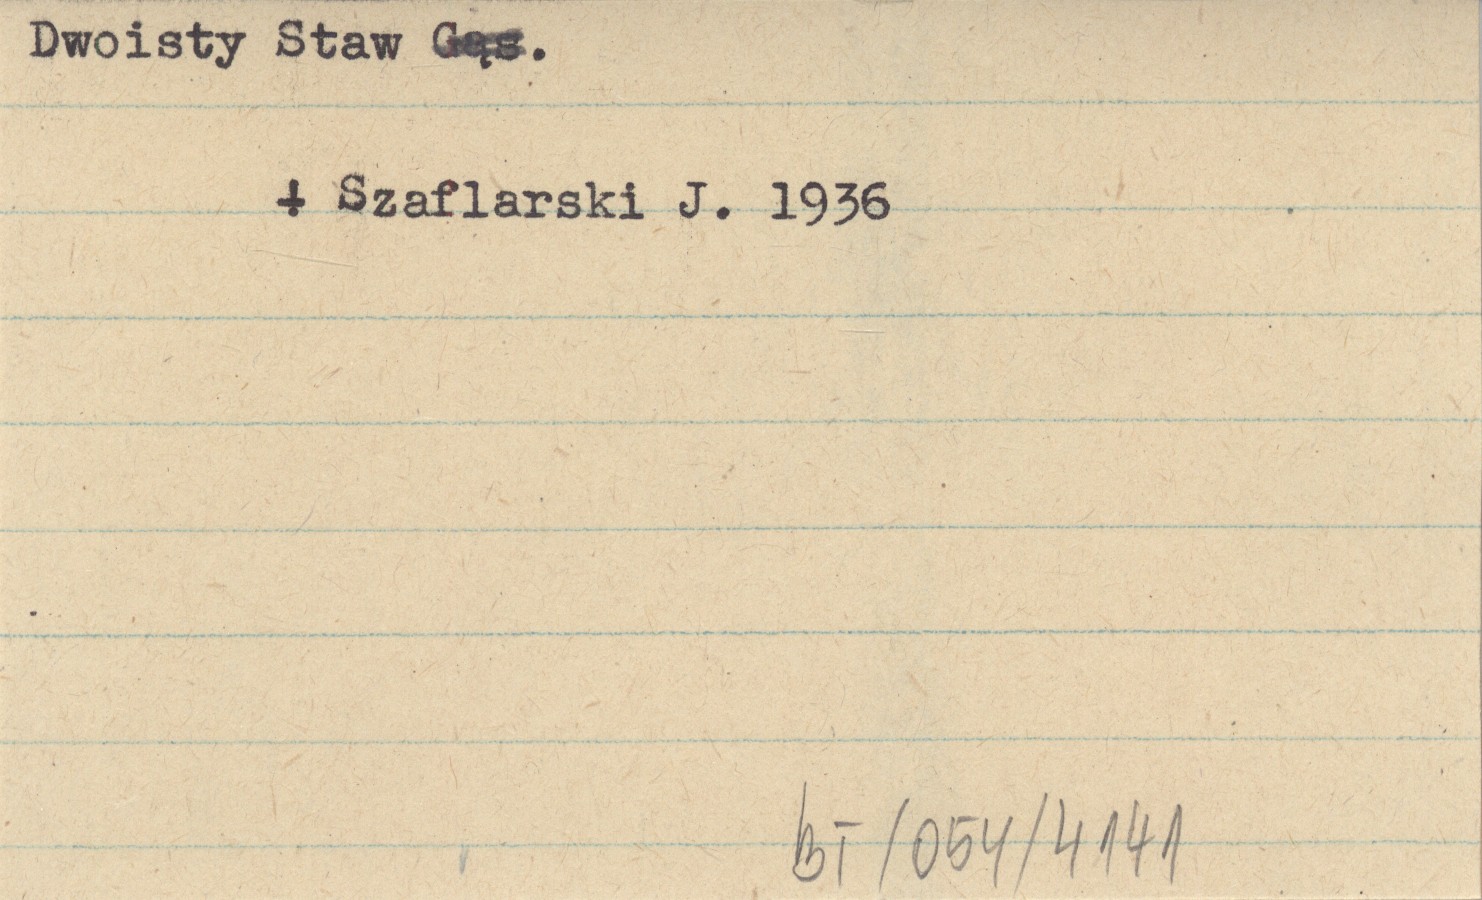 Dwoisty Staw Gąs.
+ Szaflarski J. 1936
BT/054/4141